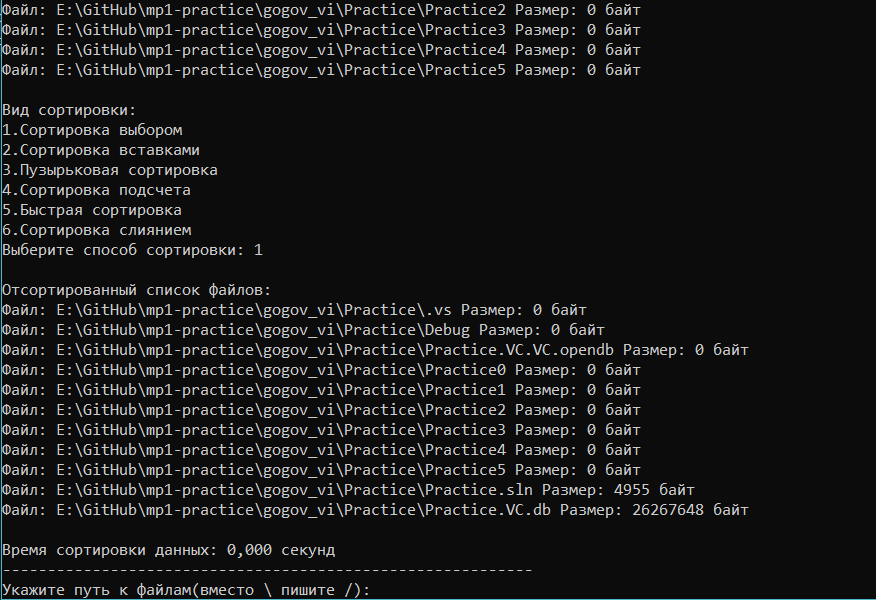 Файл: E:\GitHub\mp1-practice\gogov_vi\Practice\Practice2 Размер: 0 байт
Файл: E:\GitHub\mp1-practice\gogov_vi\Practice\Practice3 Размер: 0 байт
Файл: E:\GitHub\mp1-practice\gogov_vi\Practice\Practice4 Размер: 0 байт
Файл: E:\GitHub\mp1-practice\gogov_vi\Practice\Practice5 Размер: 0 байт
Вид сортировки:
1.Сортировка выбором
2.Сортировка вставками
3.Пузырьковая сортировка
4.Сортировка подсчета
5.Быстрая сортировка
6.Сортировка слиянием
Выберите способ сортировки: 1
Отсортированный список файлов:
Файл: E:\GitHub\mp1-practice\gogov_vi\Practice\.vs Размер: 0 байт
Файл: E:\GitHub\mp1-practice\gogov_vi\Practice\Debug Размер: 0 байт
Файл: E:\GitHub\mp1-practice\gogov_vi\Practice\Practice.VC.VC.opendb Размер: 0 байт
Файл: E:\GitHub\mp1-practice\gogov_vi\Practice\Practice0 Размер: 0 байт
Файл: E:\GitHub\mp1-practice\gogov_vi\Practice\Practice1 Размер: 0 байт
Файл: E:\GitHub\mp1-practice\gogov_vi\Practice\Practice2 Размер: 0 байт
Файл: E:\GitHub\mp1-practice\gogov_vi\Practice\Practice3 Размер: 0 байт
Файл: E:\GitHub\mp1-practice\gogov_vi\Practice\Practice4 Размер: 0 байт
Файл: E:\GitHub\mp1-practice\gogov_vi\Practice\Practice5 Размер: 0 байт
Файл: E:\GitHub\mp1-practice\gogov_vi\Practice\Practice.sln Размер: 4955 байт
Файл: E:\GitHub\mp1-practice\gogov_vi\Practice\Practice.VC.db Размер: 26267648 байт
Время сортировки данных: 0,000 секунд
-----------------------------------------------------------
Укажите путь к файлам(вместо \ пишите /):